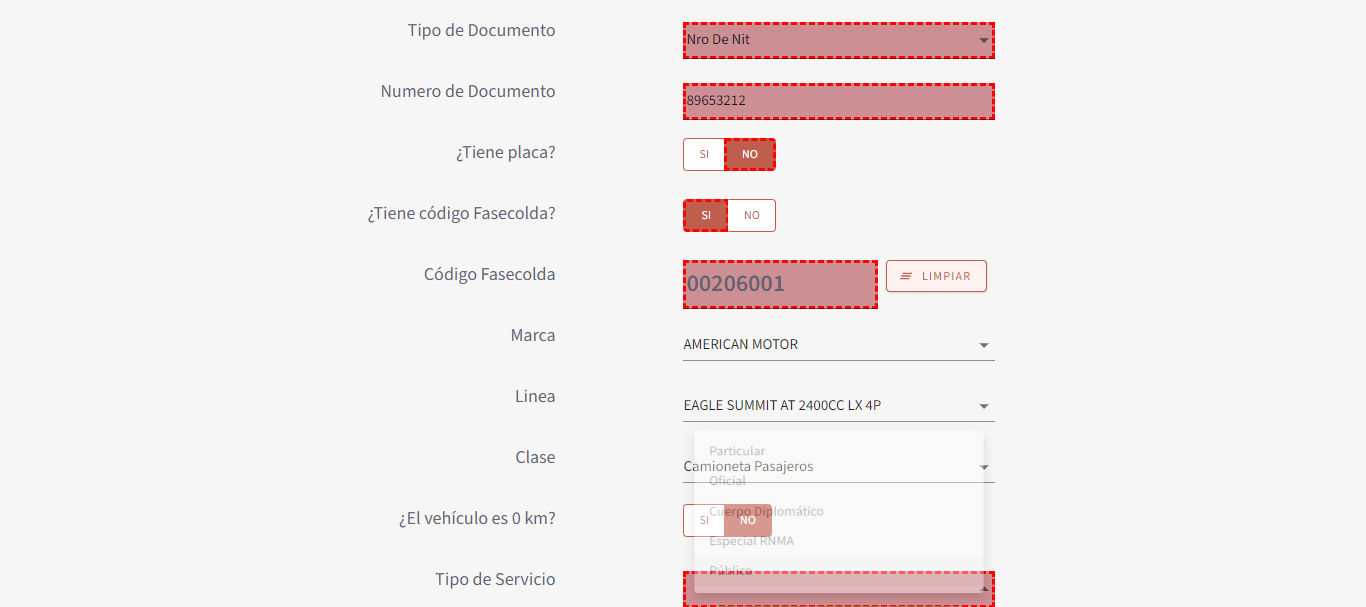 Tipo de Documento
Nro De Nit
Numero de Documento
89653212
¿Tiene placa?
SI NO
¿Tiene código Fasecolda?
SI NO
Código Fasecolda
00206001
LIMPIAR
Marca
AMERICAN MOTOR
Linea
EAGLE SUMMIT AT 2400CC LX 4P
Particular
Clase
Camioneta Pasajeros
Oficial
Cuerpo Diplomático
¿El vehículo es 0 km?
SI NO
Especial RNMA
Público
Tipo de Servicio